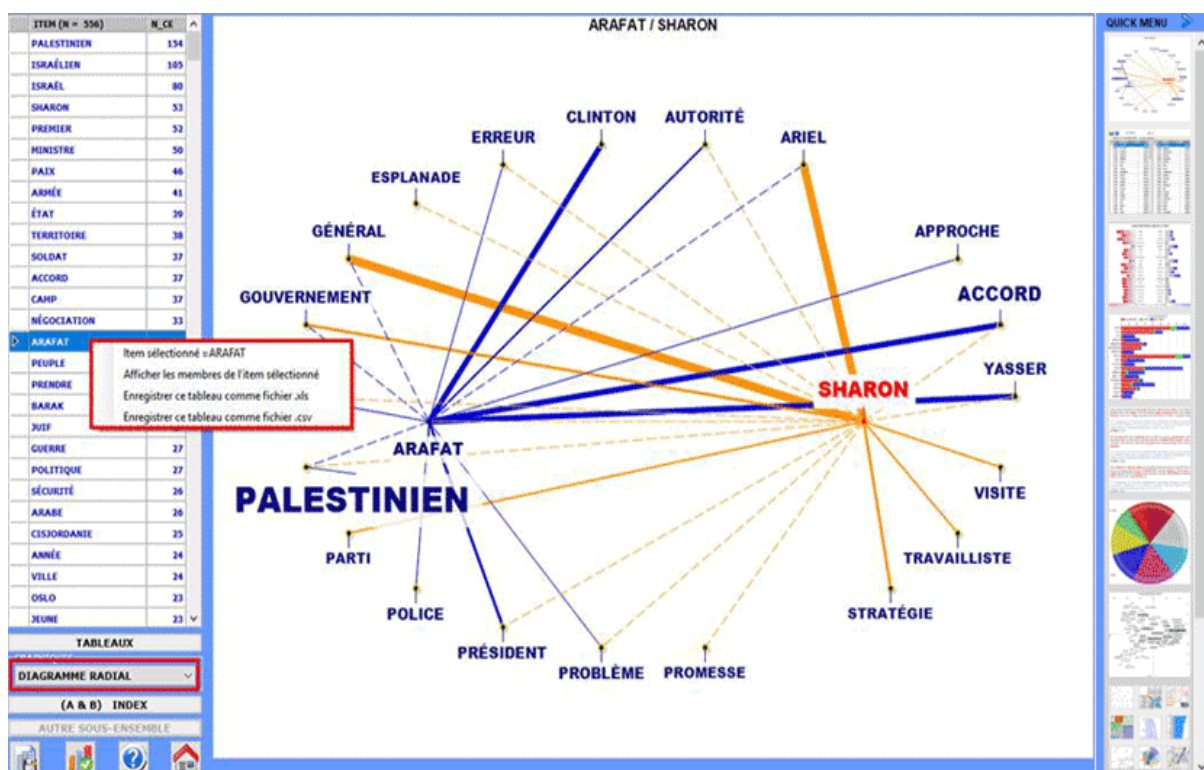 ITEM (N = 556) N_CE
PALESTINIEN 154
ISRAÉLIEN 105
ISRAËL 80
SHARON 53
PREMIER 52
MINISTRE 50
PAIX 46
ARMÉE 41
ÉTAT 39
TERRITOIRE 38
SOLDAT 37
ACCORD 37
CAMP 37
NÉGOCIATION 33
ARAFAT
PEUPLE
PRENDRE
BARAK
JUIF
GUERRE 27
POLITIQUE 27
SÉCURITÉ 26
ARABE 26
CISJORDANIE 25
ANNÉE 24
VILLE 24
OSLO 23
JEUNE 23
Item sélectionné =ARAFAT
Afficher les membres de l'item sélectionné
Enregistrer ce tableau comme fichier .xls
Enregistrer ce tableau comme fichier .csv
TABLEAUX
DIAGRAMME RADIAL
(A & B) INDEX
AUTRE SOUS-ENSEMBLE
ARAFAT / SHARON
CLINTON
AUTORITÉ
ERREUR
ARIEL
ESPLANADE
GÉNÉRAL
APPROCHE
GOUVERNEMENT
ACCORD
YASSER
SHARON
ARAFAT
PALESTINIEN
VISITE
PARTI
TRAVAILLISTE
POLICE
STRATÉGIE
PRÉSIDENT
PROBLÈME
PROMESSE
QUICK MENU